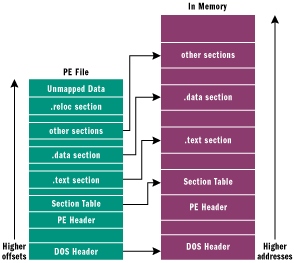 In Memory
PE File
Unmapped Data
.reloc section
other sections
.data section
.text section
Section Table
PE Header
DOS Header
Higher
offsets
other sections
.data section
.text section
Section Table
PE Header
DOS Header
Higher
addresses